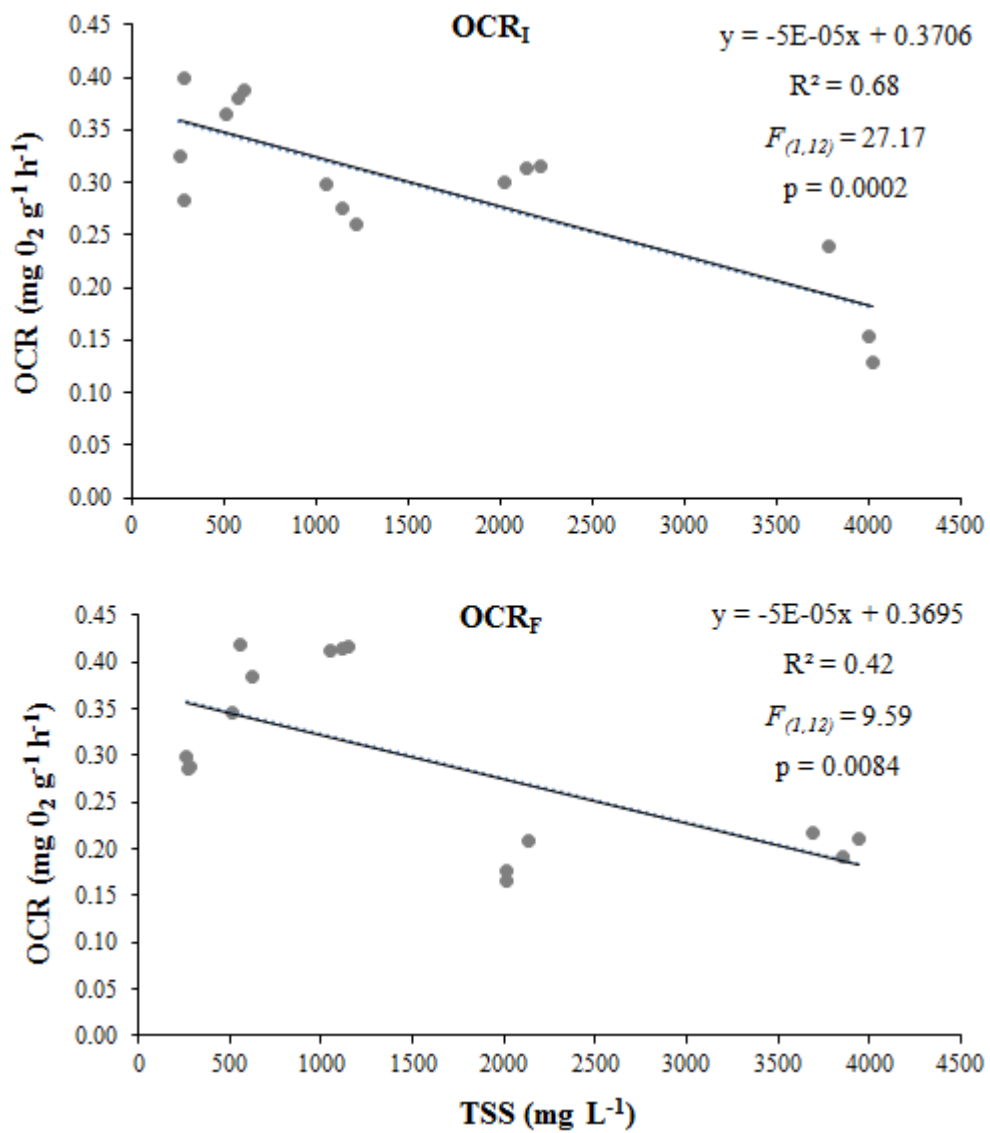 OCRI
y = -5E-05x + 0.3706
R² = 0.68
F(1,12) = 27.17
p = 0.0002
OCR (mg 02 g-1 h-1)
0.45
0.40
0.35
0.30
0.25
0.20
0.15
0.10
0.05
0.00
0 500 1000 1500 2000 2500 3000 3500 4000 4500
OCRF
y = -5E-05x + 0.3695
R² = 0.42
F(1,12) = 9.59
p = 0.0084
OCR (mg 02 g-1 h-1)
0.45
0.40
0.35
0.30
0.25
0.20
0.15
0.10
0.05
0.00
0 500 1000 1500 2000 2500 3000 3500 4000 4500
TSS (mg L-1)